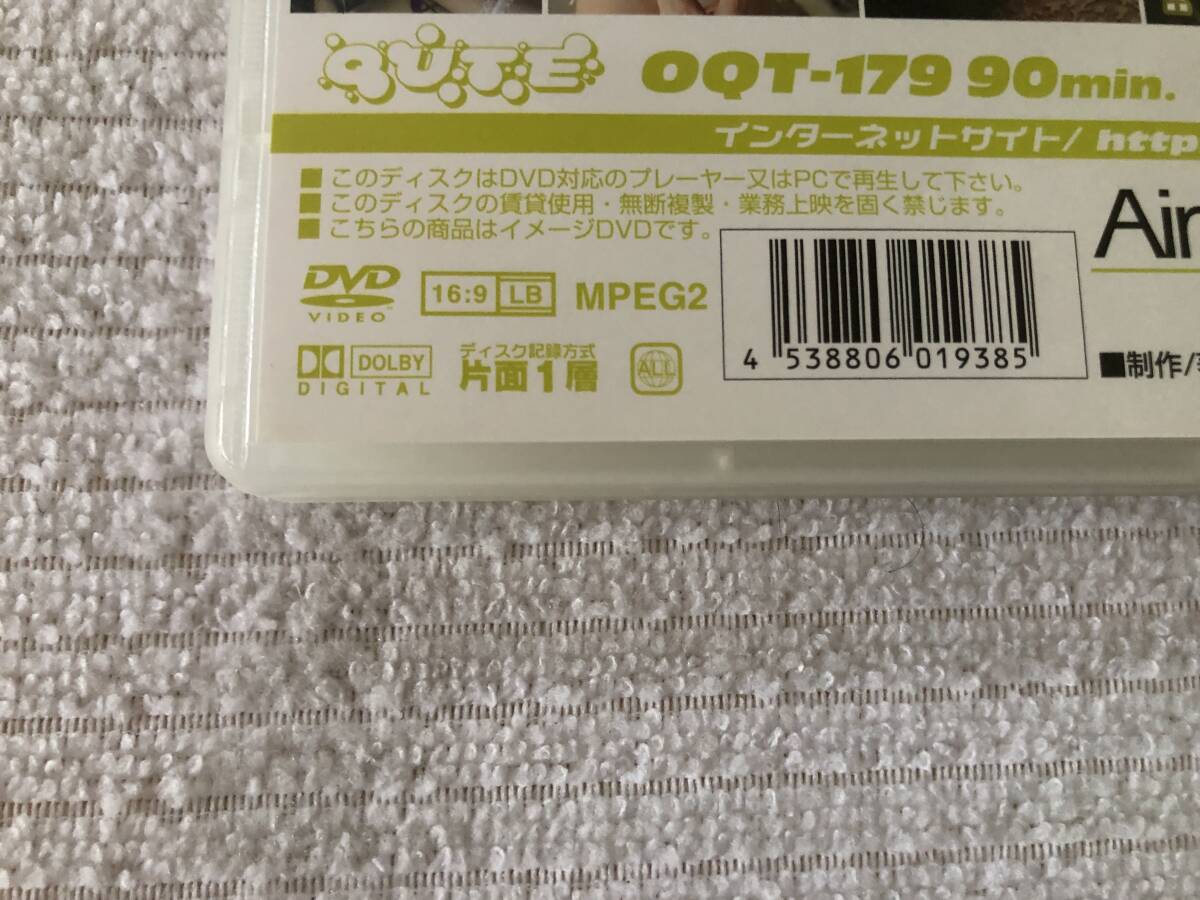 QUTE OQT-179 90min.
インターネットサイト/ http
■ このディスクはDVD対応のプレーヤー又はPCで再生して下さい。
■ このディスクの賃貸使用・無断複製・業務上映を固く禁じます。
■ こちらの商品はイメージDVDです。
DVD VIDEO 16:9 LB MPEG2
DOLBY DIGITAL
ディスク記録方式
片面1層
ALL
4 538806 019385
Air
■制作/